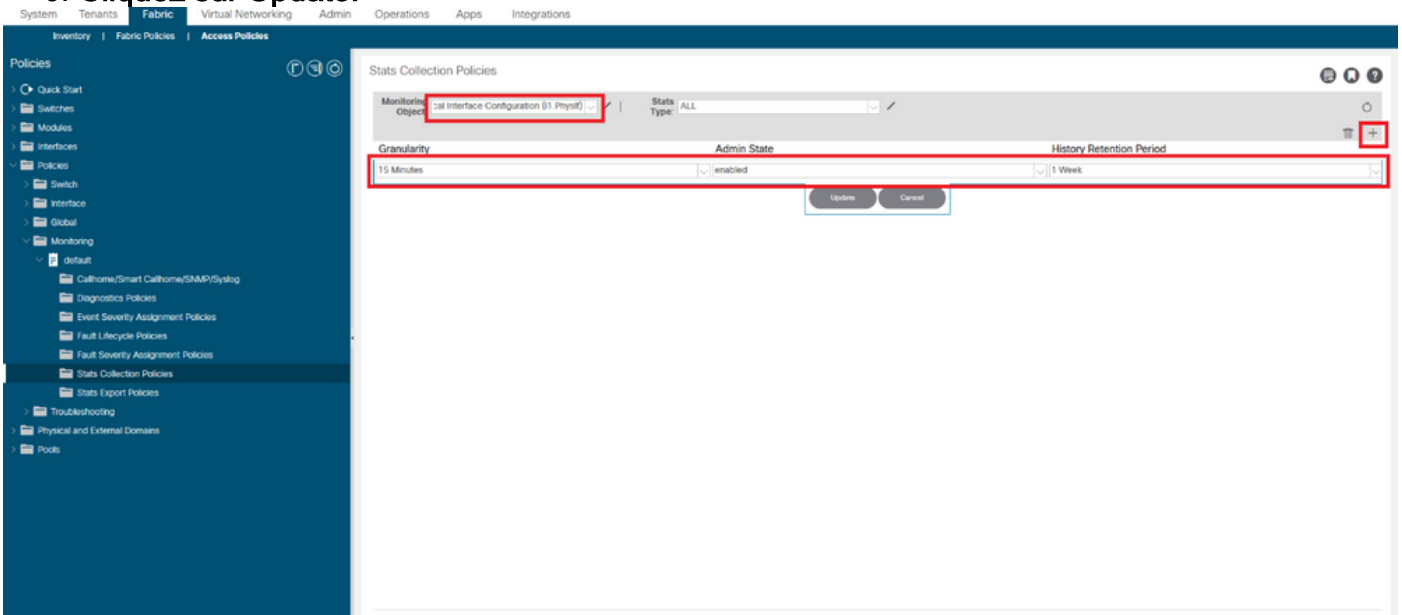 Cliquez sur Update.
System Tenants Fabric Virtual Networking Admin Operations Apps Integrations
Inventory | Fabric Policies | Access Policies
Policies
Quick Start
Switches
Modules
Interfaces
Policies
Switch
Interface
Global
Monitoring
default
Callhome/Smart Callhome/SNMP/Syslog
Diagnostics Policies
Event Severity Assignment Policies
Fault Lifecycle Policies
Fault Severity Assignment Policies
Stats Collection Policies
Stats Export Policies
Troubleshooting
Physical and External Domains
Pools
Stats Collection Policies
Monitoring Object cal Interface Configuration (l1.PhysIf) | Stats Type: ALL
Granularity Admin State History Retention Period
15 Minutes enabled 1 Week
Update Cancel